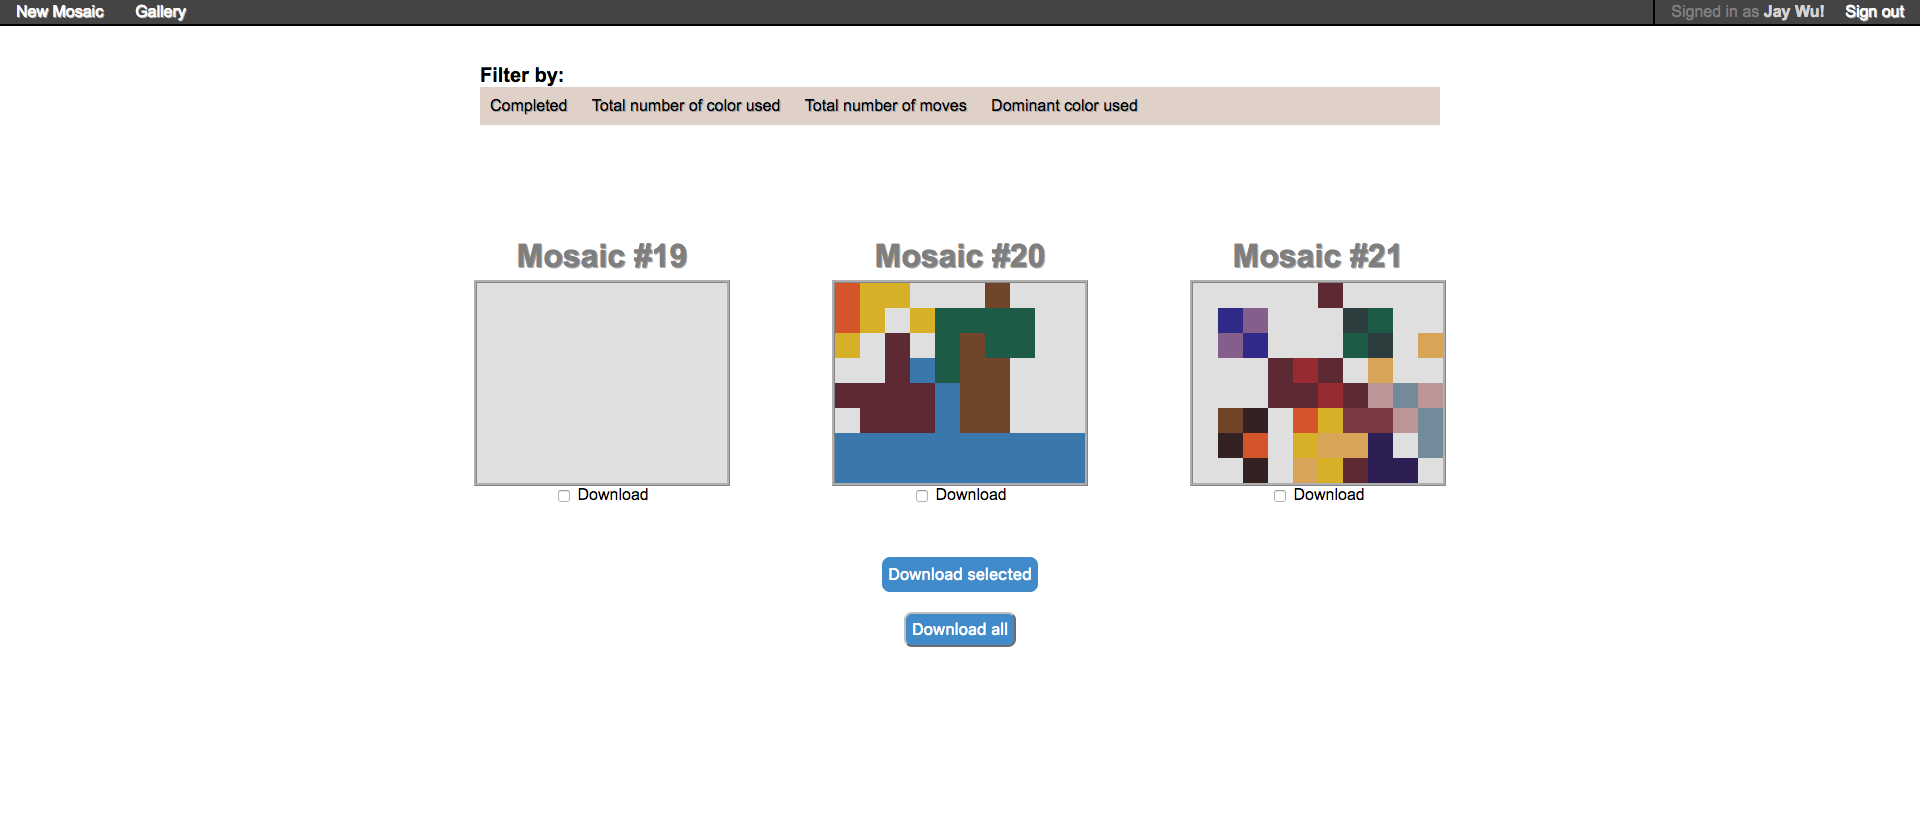 New Mosaic Gallery Signed in as Jay Wu! Sign out
Filter by:
Completed Total number of color used Total number of moves Dominant color used
Mosaic #19 Mosaic #20 Mosaic #21
Download Download Download
Download selected
Download all